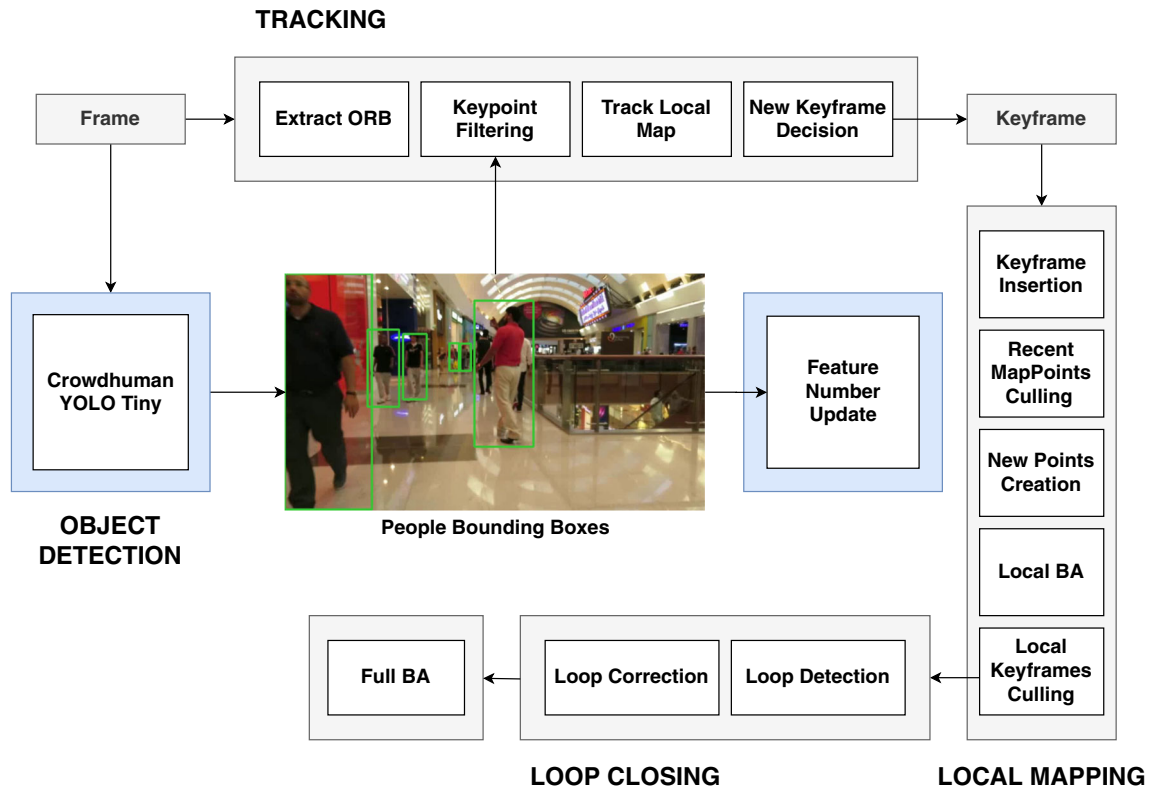 TRACKING
Frame
Extract ORB
Keypoint
Filtering
Track Local
Map
New Keyframe
Decision
Keyframe
Crowdhuman
YOLO Tiny
OBJECT
DETECTION
People Bounding Boxes
Feature
Number
Update
Keyframe
Insertion
Recent
MapPoints
Culling
New Points
Creation
Local BA
Local
Keyframes
Culling
LOCAL MAPPING
Loop Detection
Loop Correction
LOOP CLOSING
Full BA